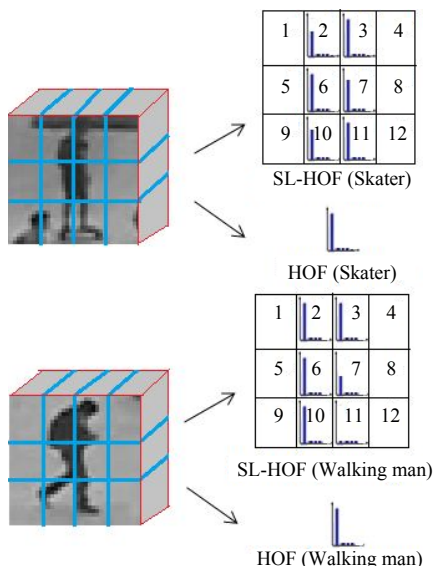 1 2 3 4
5 6 7 8
9 10 11 12
SL-HOF (Skater)
HOF (Skater)
1 2 3 4
5 6 7 8
9 10 11 12
SL-HOF (Walking man)
HOF (Walking man)